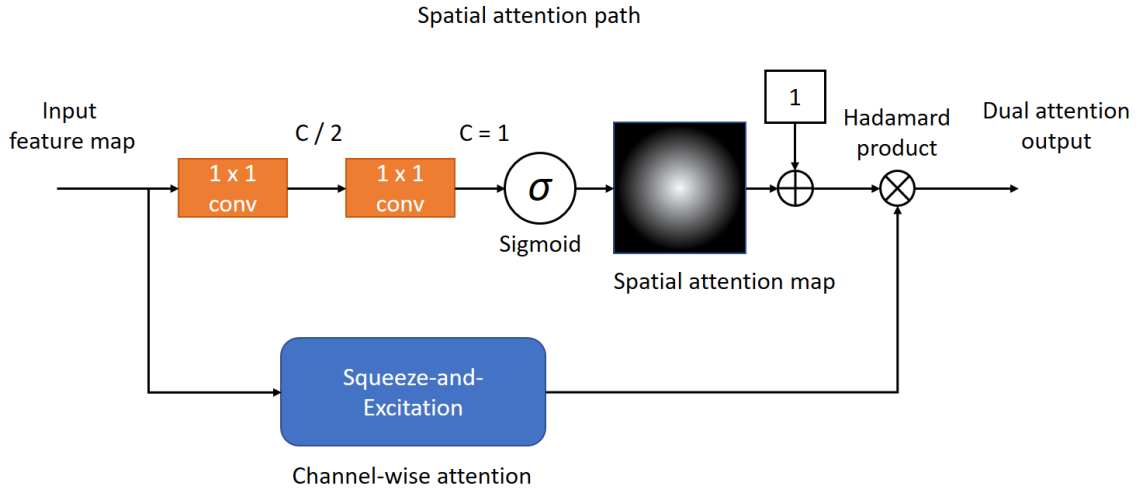 Spatial attention path
Input
feature map
C / 2
C = 1
1
Hadamard
product
Dual attention
output
1 x 1
conv
1 x 1
conv
σ
Sigmoid
Spatial attention map
Squeeze-and-
Excitation
Channel-wise attention